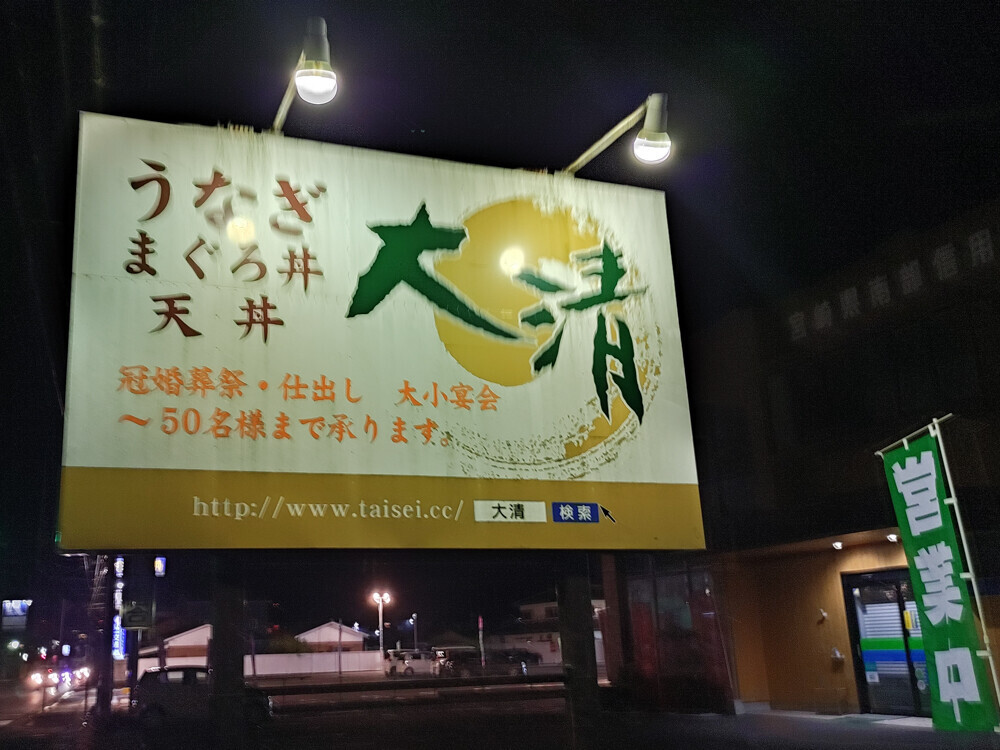 うなぎ
まぐろ丼
天丼
大清
冠婚葬祭・仕出し　大小宴会
～50名様まで承ります。
http://www.taisei.cc/ 大清 検索
営業中